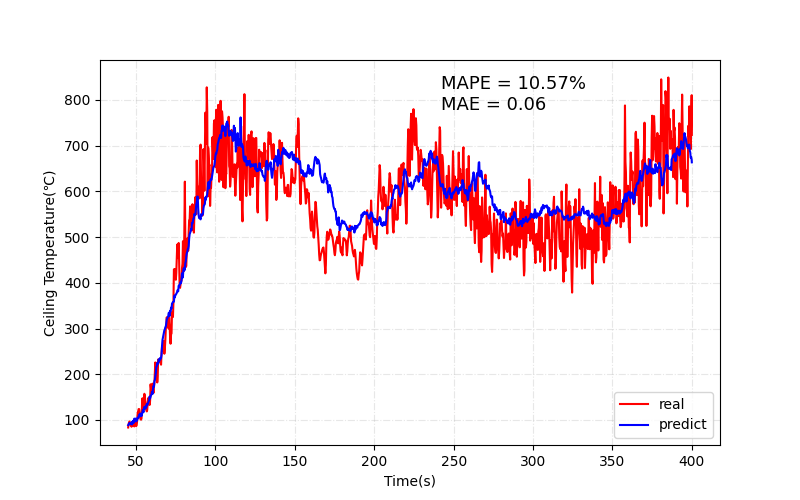 MAPE = 10.57%
MAE = 0.06
800
700
600
500
400
300
200
100
Ceiling Temperature(℃)
real
predict
50 100 150 200 250 300 350 400
Time(s)